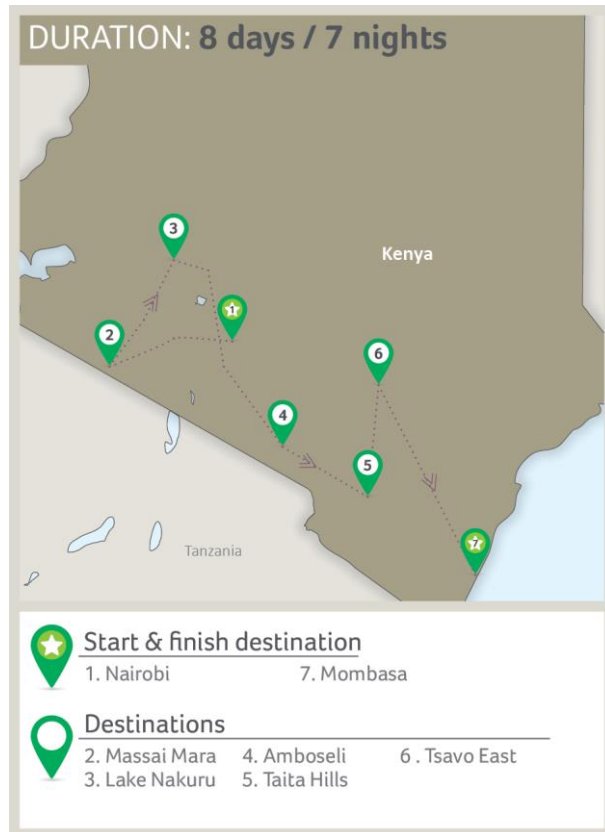 DURATION: 8 days / 7 nights
3
Kenya
1
2
6
4
5
7
Tanzania
Start & finish destination
1. Nairobi 7. Mombasa
Destinations
2. Massai Mara 4. Amboseli 6 . Tsavo East
3. Lake Nakuru 5. Taita Hills